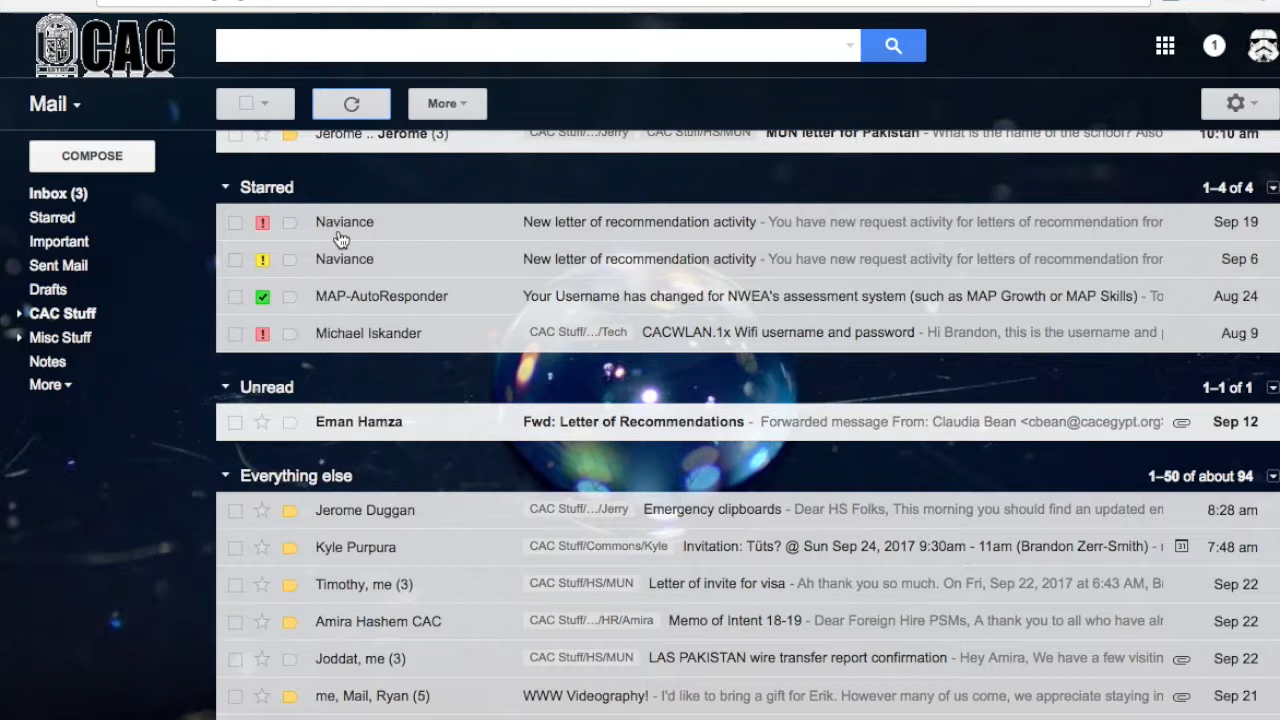 CAC
1
Mail
More
COMPOSE
Inbox (3)
Starred
Important
Sent Mail
Drafts
CAC Stuff
Misc Stuff
Notes
More
Jerome .. Jerome (3) CAC Stuff/.../Jerry CAC Stuff/HS/MUN MUN letter for Pakistan - What is the name of the school? Also 10:10 am
Starred 1–4 of 4
Naviance New letter of recommendation activity - You have new request activity for letters of recommendation fror Sep 19
Naviance New letter of recommendation activity - You have new request activity for letters of recommendation fror Sep 6
MAP-AutoResponder Your Username has changed for NWEA's assessment system (such as MAP Growth or MAP Skills) - To Aug 24
Michael Iskander CAC Stuff/.../Tech CACWLAN.1x Wifi username and password - Hi Brandon, this is the username and Aug 9
Unread 1–1 of 1
Eman Hamza Fwd: Letter of Recommendations - Forwarded message From: Claudia Bean <cbean@cacegypt.org Sep 12
Everything else 1–50 of about 94
Jerome Duggan CAC Stuff/.../Jerry Emergency clipboards - Dear HS Folks, This morning you should find an updated en 8:28 am
Kyle Purpura CAC Stuff/Commons/Kyle Invitation: Tüts? @ Sun Sep 24, 2017 9:30am - 11am (Brandon Zerr-Smith) - 31 7:48 am
Timothy, me (3) CAC Stuff/HS/MUN Letter of invite for visa - Ah thank you so much. On Fri, Sep 22, 2017 at 6:43 AM, B Sep 22
Amira Hashem CAC CAC Stuff/.../HR/Amira Memo of Intent 18-19 - Dear Foreign Hire PSMs, A thank you to all who have alr Sep 22
Joddat, me (3) CAC Stuff/HS/MUN LAS PAKISTAN wire transfer report confirmation - Hey Amira, We have a few visitin Sep 22
me, Mail, Ryan (5) WWW Videography! - I'd like to bring a gift for Erik. However many of us come, we appreciate staying in Sep 21